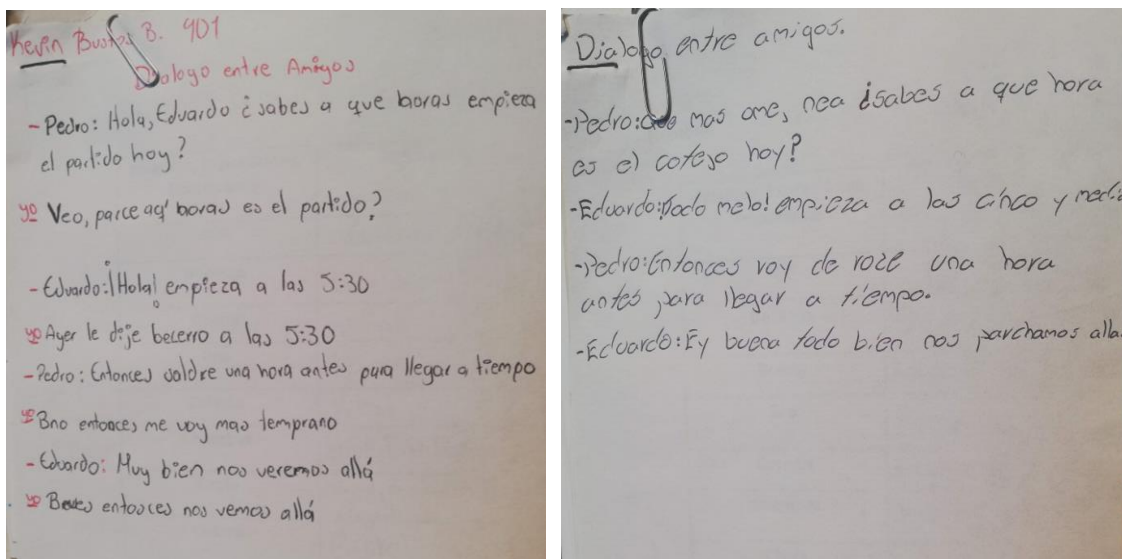 Kevin Bustos B. 901
Dialogo entre Amigos
- Pedro: Hola, Eduardo ¿sabes a que horas empieza
el partido hoy?
yo Veo, parce aq' horas es el partido?
- Eduardo: ¡Hola! empieza a las 5:30
yo Ayer le dije becerro a las 5:30
- Pedro: Entonces saldre una hora antes para llegar a tiempo
yo Bno entonces me voy mas temprano
- Eduardo: Muy bien nos veremos allá
yo entonces nos vemos allá
Dialogo entre amigos.
- Pedro: mas ome, nea ¿sabes a que hora
es el cotejo hoy?
- Eduardo: ¡todo melo! empieza a las cinco y media
- Pedro: Entonces voy de roze una hora
antes para llegar a tiempo.
- Eduardo: Ey buena todo bien nos parchamos alla.